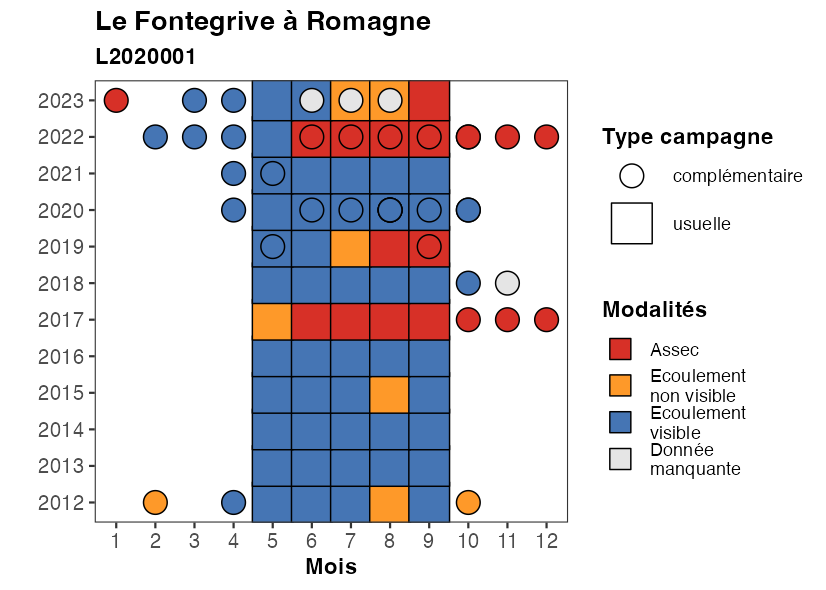 Le Fontegrive à Romagne
L2020001
2023
2022
2021
2020
2019
2018
2017
2016
2015
2014
2013
2012
1 2 3 4 5 6 7 8 9 10 11 12
Mois
Type campagne
complémentaire
usuelle
Modalités
Assec
Ecoulement
non visible
Ecoulement
visible
Donnée
manquante